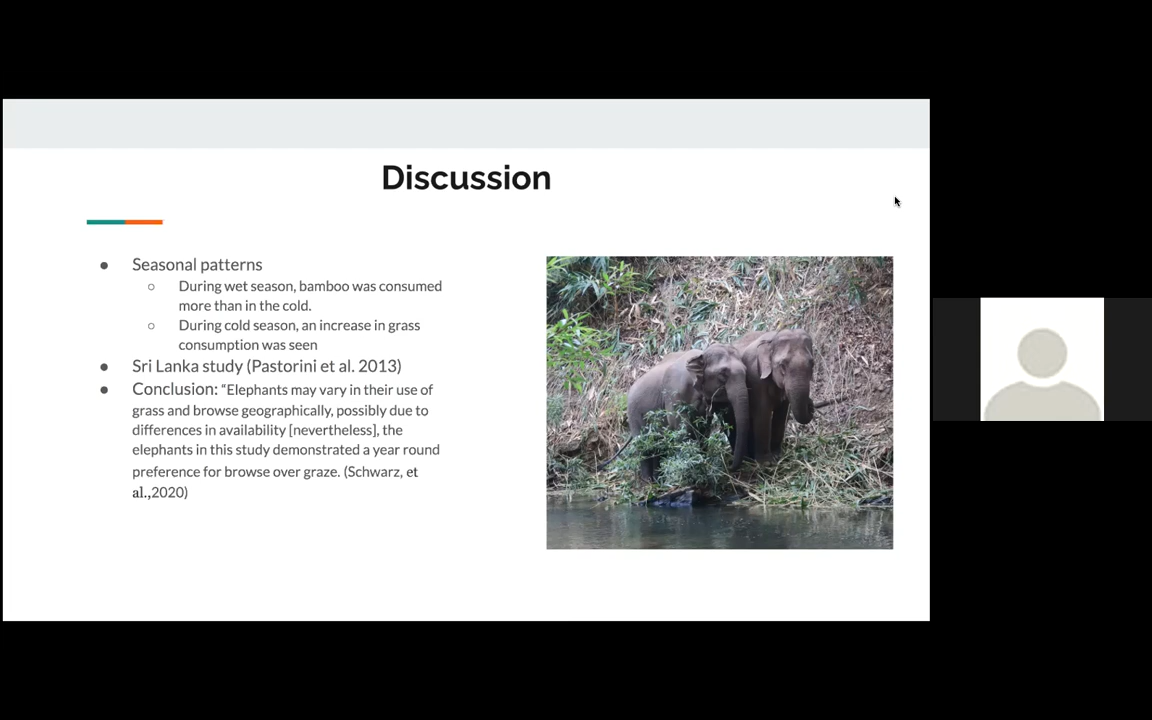 Discussion
● Seasonal patterns
○ During wet season, bamboo was consumed
more than in the cold.
○ During cold season, an increase in grass
consumption was seen
● Sri Lanka study (Pastorini et al. 2013)
● Conclusion: “Elephants may vary in their use of
grass and browse geographically, possibly due to
differences in availability [nevertheless], the
elephants in this study demonstrated a year round
preference for browse over graze. (Schwarz, et
al.,2020)